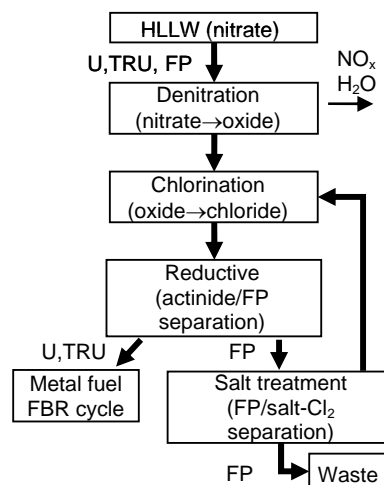 HLLW (nitrate)
U,TRU, FP
NOₓ
H₂O
Denitration
(nitrate→oxide)
Chlorination
(oxide→chloride)
Reductive
(actinide/FP
separation)
U,TRU
FP
Metal fuel
FBR cycle
Salt treatment
(FP/salt-Cl₂
separation)
FP
Waste